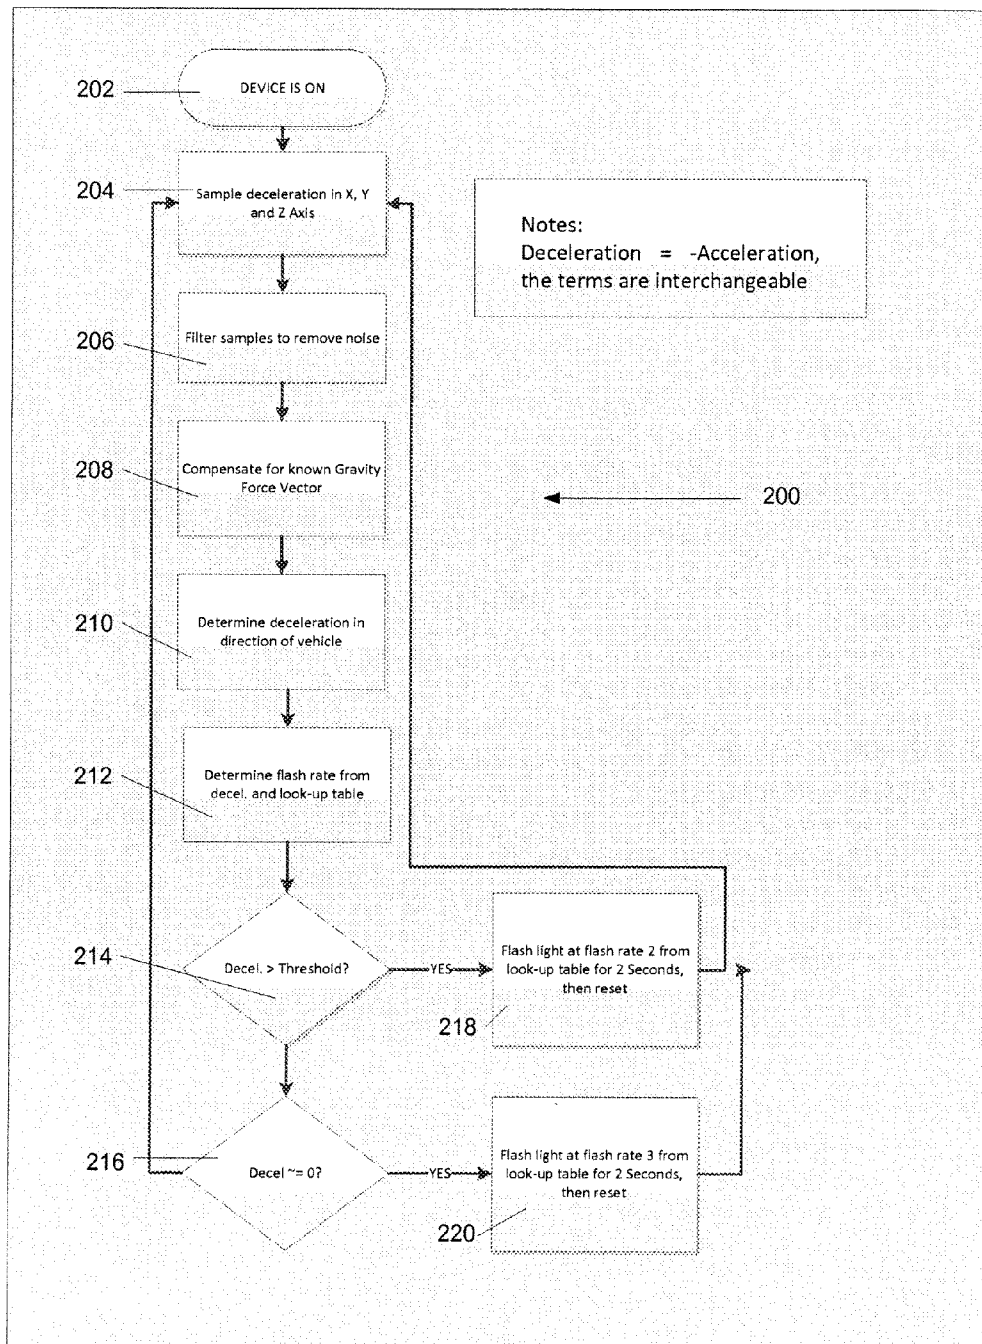 202
DEVICE IS ON
204
Sample deceleration in X, Y
and Z Axis
Notes:
Deceleration = -Acceleration,
the terms are interchangeable
206
Filter samples to remove noise
208
Compensate for known Gravity
Force Vector
200
210
Determine deceleration in
direction of vehicle
212
Determine flash rate from
decel. and look-up table
214
Decel. > Threshold?
YES
Flash light at flash rate 2 from
look-up table for 2 Seconds,
then reset
218
216
Decel ~= 0?
YES
Flash light at flash rate 3 from
look-up table for 2 Seconds,
then reset
220